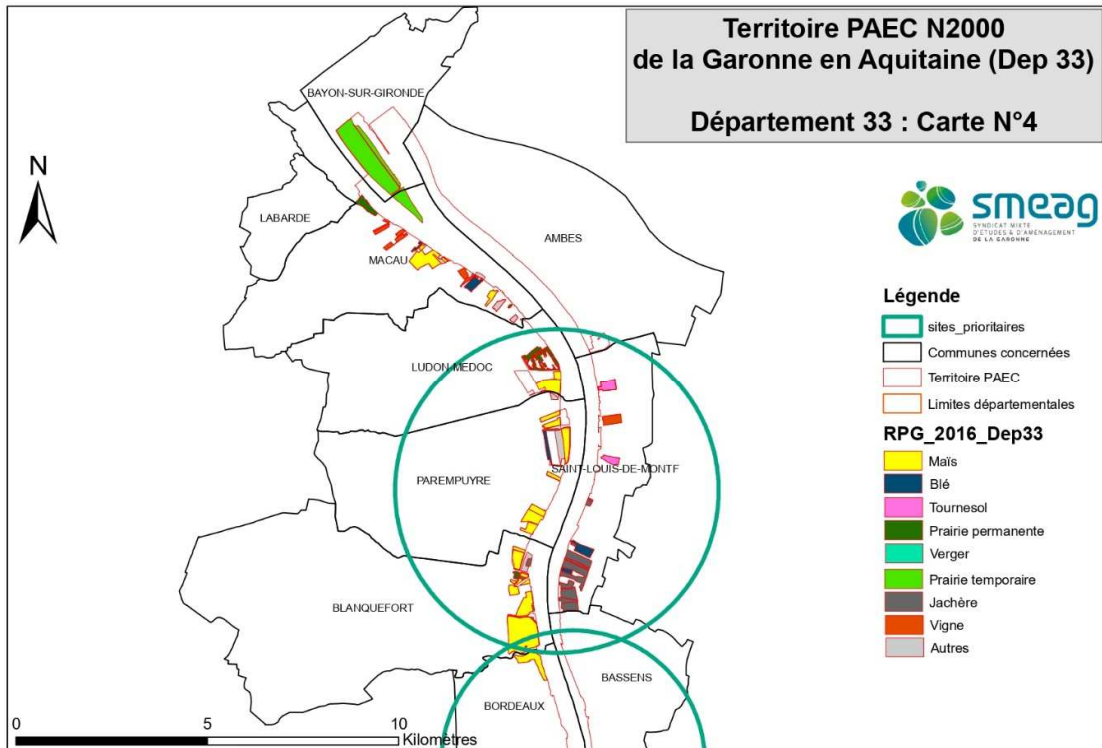 Territoire PAEC N2000
de la Garonne en Aquitaine (Dep 33)
Département 33 : Carte N°4
BAYON-SUR-GIRONDE
N
LABARDE
MACAU
AMBES
smeag
SYNDICAT MIXTE
D'ÉTUDES & D'AMÉNAGEMENT
DE LA GARONNE
Légende
sites_prioritaires
Communes concernées
Territoire PAEC
Limites départementales
RPG_2016_Dep33
Maïs
Blé
Tournesol
Prairie permanente
Verger
Prairie temporaire
Jachère
Vigne
Autres
LUDON-MEDOC
SAINT-LOUIS-DE-MONTF
PAREMPUYRE
BLANQUEFORT
BASSENS
BORDEAUX
0 5 10
Kilomètres